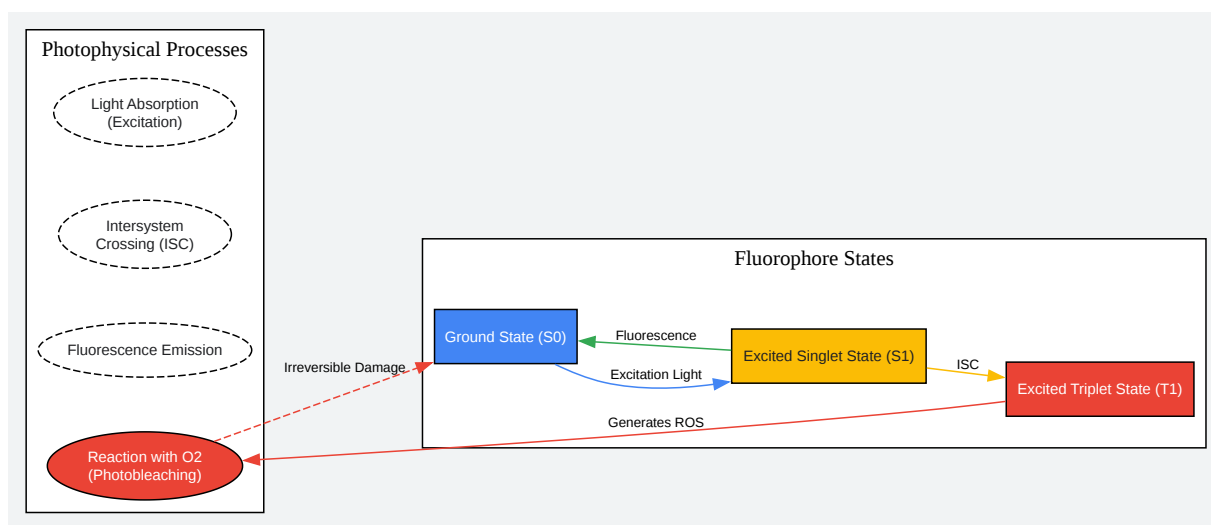 Photophysical Processes
Light Absorption
(Excitation)
Intersystem
Crossing (ISC)
Fluorescence Emission
Reaction with O2
(Photobleaching)
Irreversible Damage
Fluorophore States
Ground State (S0)
Fluorescence
Excitation Light
Excited Singlet State (S1)
ISC
Excited Triplet State (T1)
Generates ROS